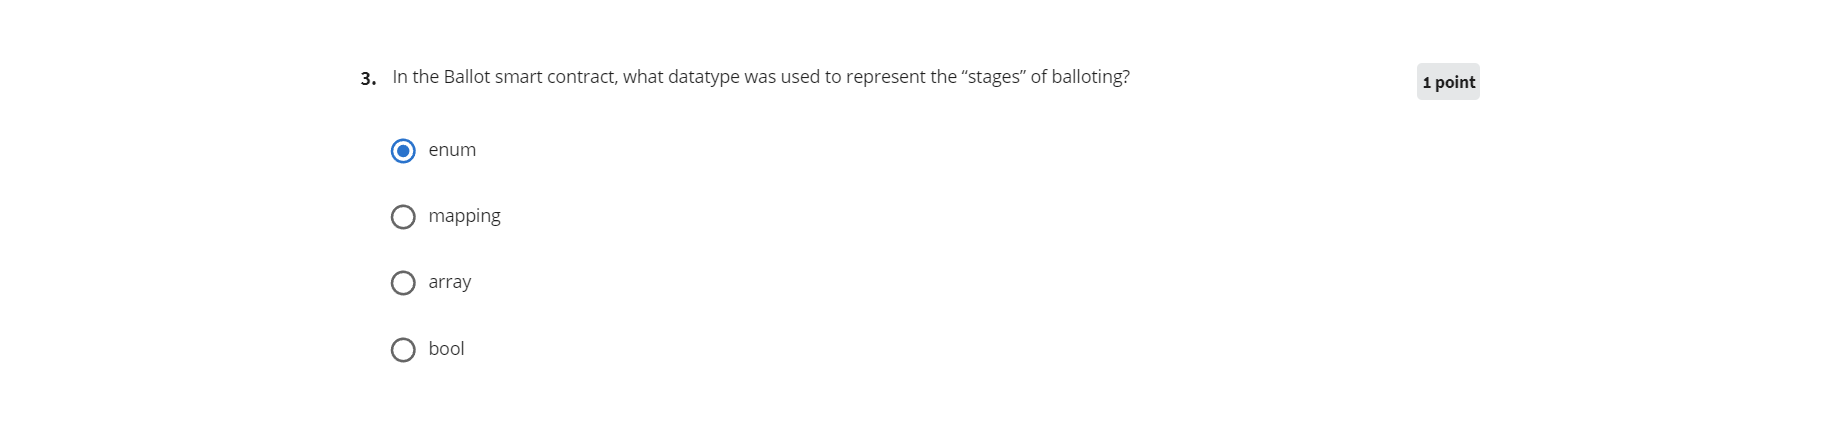 3. In the Ballot smart contract, what datatype was used to represent the “stages” of balloting?
1 point
enum
mapping
array
bool